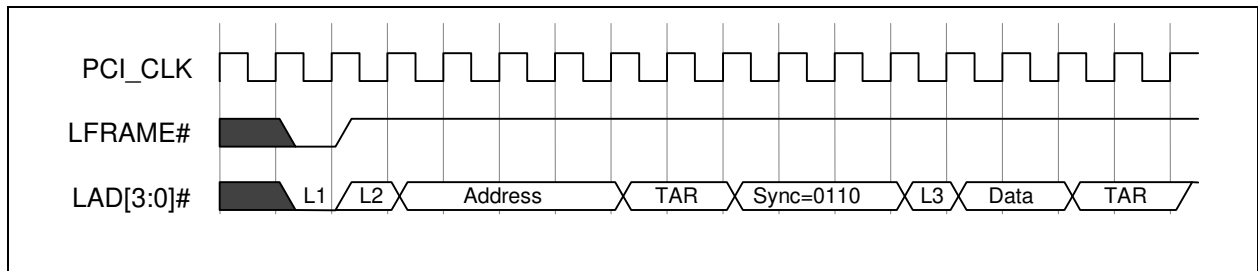 PCI_CLK
LFRAME#
LAD[3:0]# L1 L2 Address TAR Sync=0110 L3 Data TAR